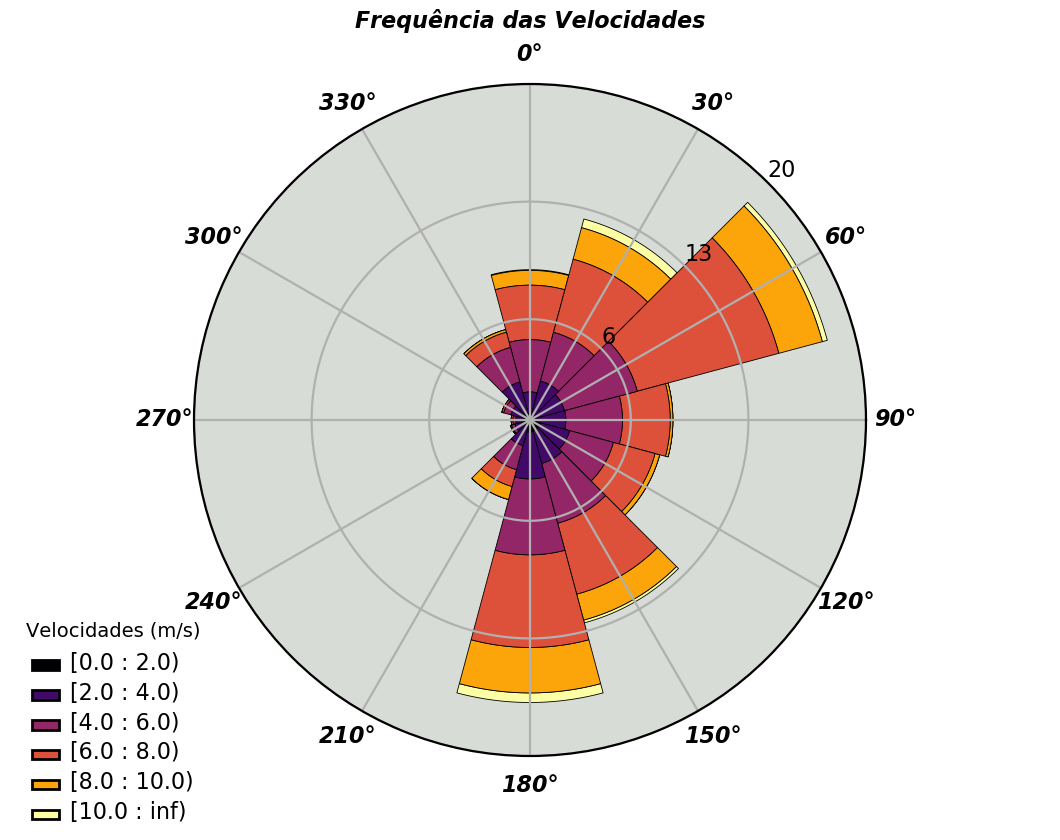 Frequência das Velocidades
0°
330°
30°
20
300°
60°
13
6
270°
90°
240°
120°
210°
150°
180°
Velocidades (m/s)
[0.0 : 2.0)
[2.0 : 4.0)
[4.0 : 6.0)
[6.0 : 8.0)
[8.0 : 10.0)
[10.0 : inf)